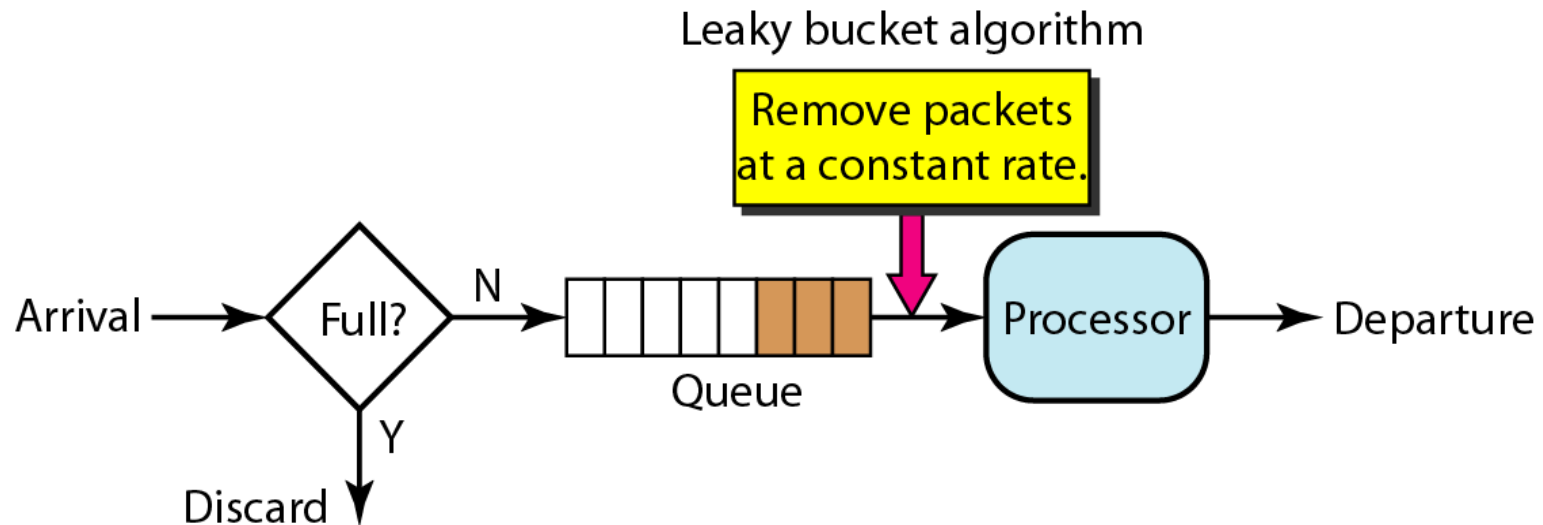 Leaky bucket algorithm
Remove packets
at a constant rate.
Arrival
Full?
N
Queue
Processor
Departure
Y
Discard